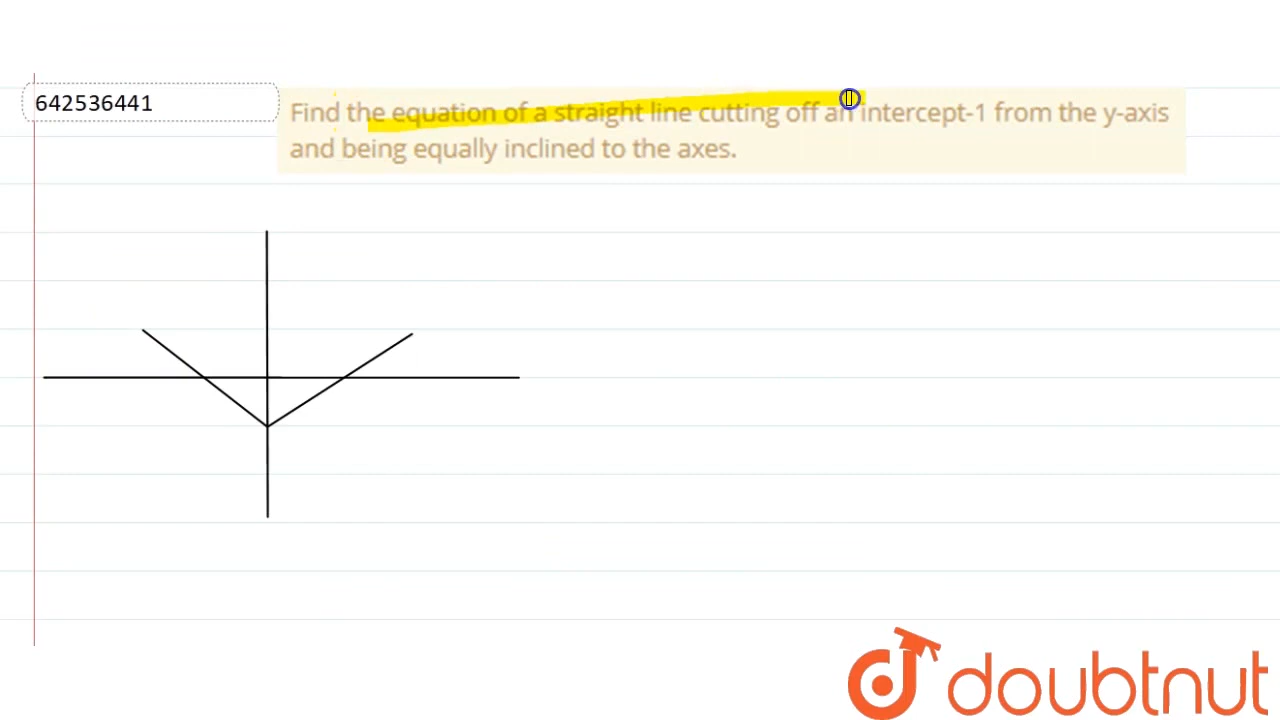 642536441
Find the equation of a straight line cutting off an intercept-1 from the y-axis
and being equally inclined to the axes.
doubtnut